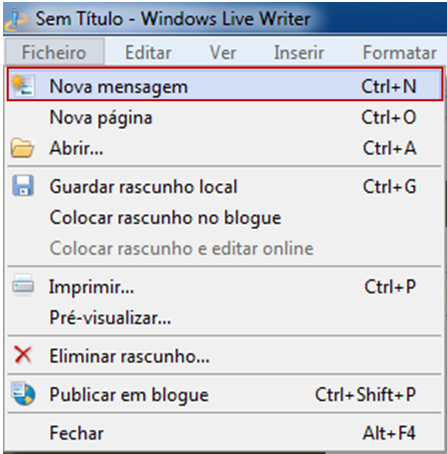 Sem Título - Windows Live Writer
Ficheiro Editar Ver Inserir Formatar
Nova mensagem Ctrl+N
Nova página Ctrl+O
Abrir... Ctrl+A
Guardar rascunho local Ctrl+G
Colocar rascunho no blogue
Colocar rascunho e editar online
Imprimir... Ctrl+P
Pré-visualizar...
Eliminar rascunho...
Publicar em blogue Ctrl+Shift+P
Fechar Alt+F4